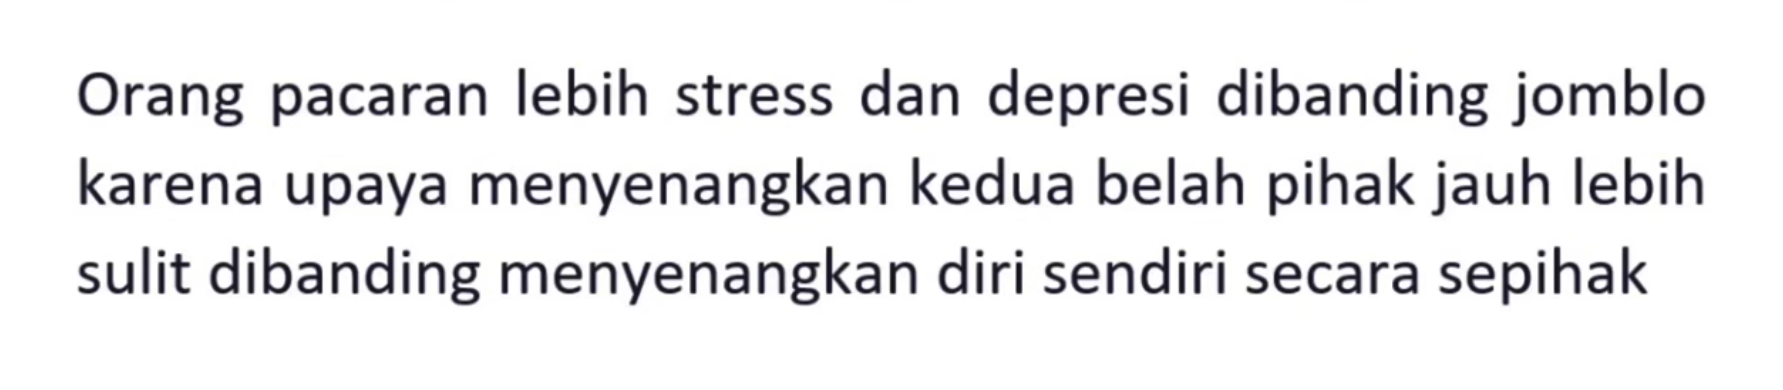 Orang pacaran lebih stress dan depresi dibanding jomblo
karena upaya menyenangkan kedua belah pihak jauh lebih
sulit dibanding menyenangkan diri sendiri secara sepihak